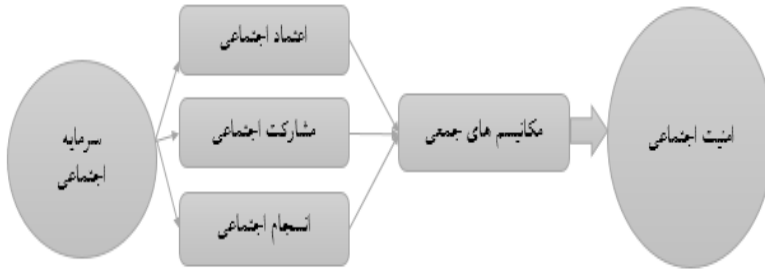 سرمایه
اجتماعی
اعتماد اجتماعی
مشارکت اجتماعی
انسجام اجتماعی
مکانیسم های جمعی
امنیت اجتماعی